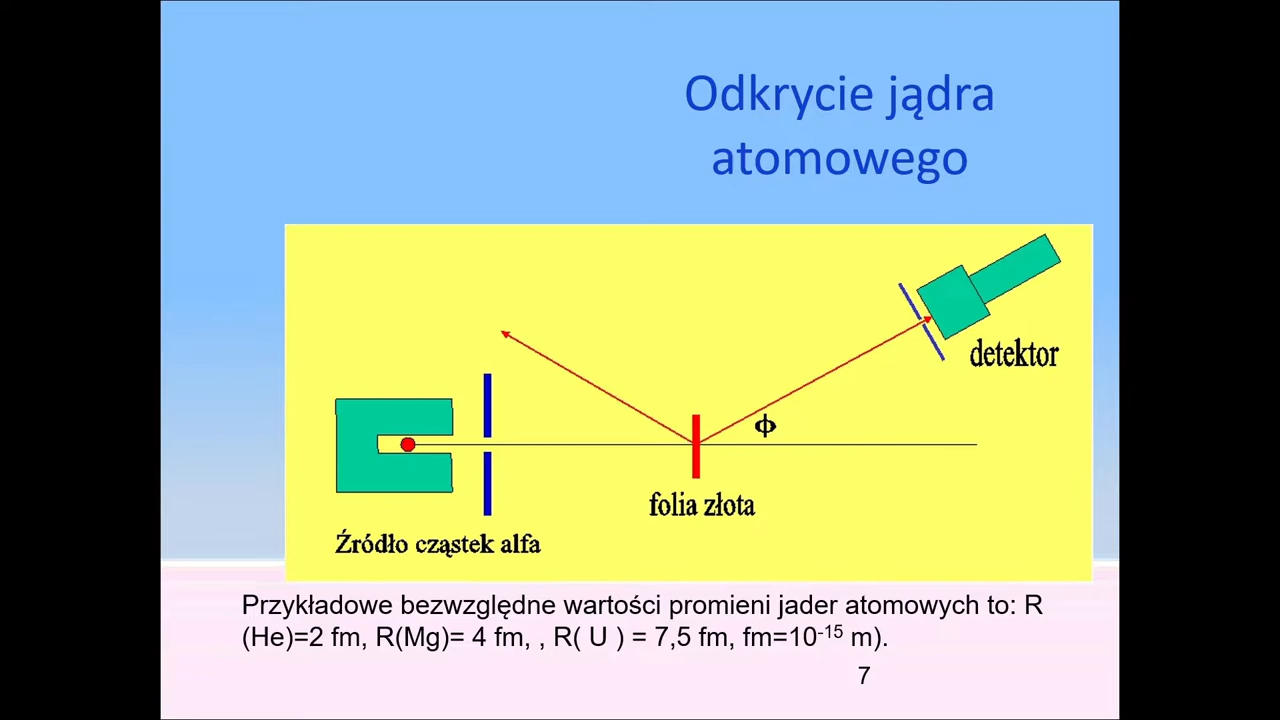 Odkrycie jądra
atomowego
detektor
ϕ
folia złota
Źródło cząstek alfa
Przykładowe bezwzględne wartości promieni jader atomowych to: R
(He)=2 fm, R(Mg)= 4 fm, , R( U ) = 7,5 fm, fm=10⁻¹⁵ m).
7